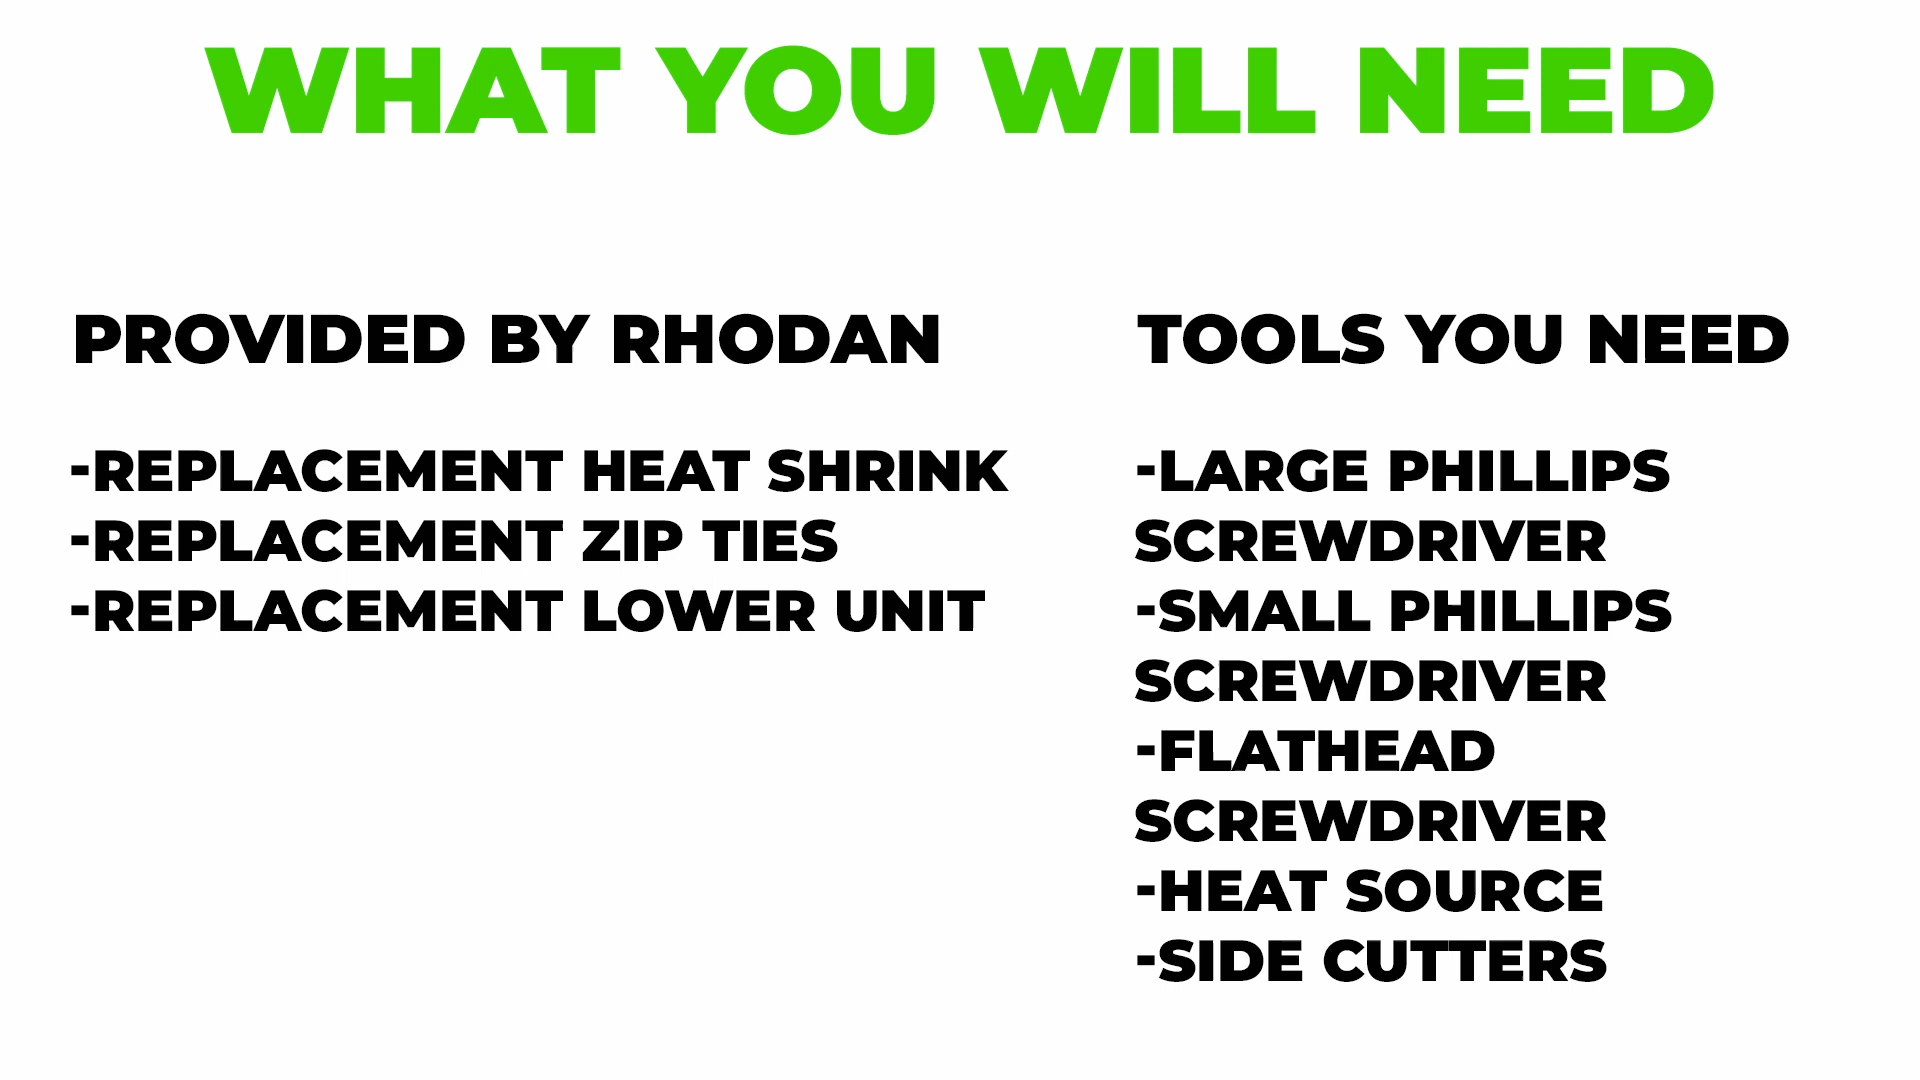 WHAT YOU WILL NEED
PROVIDED BY RHODAN
-REPLACEMENT HEAT SHRINK
-REPLACEMENT ZIP TIES
-REPLACEMENT LOWER UNIT
TOOLS YOU NEED
-LARGE PHILLIPS
SCREWDRIVER
-SMALL PHILLIPS
SCREWDRIVER
-FLATHEAD
SCREWDRIVER
-HEAT SOURCE
-SIDE CUTTERS